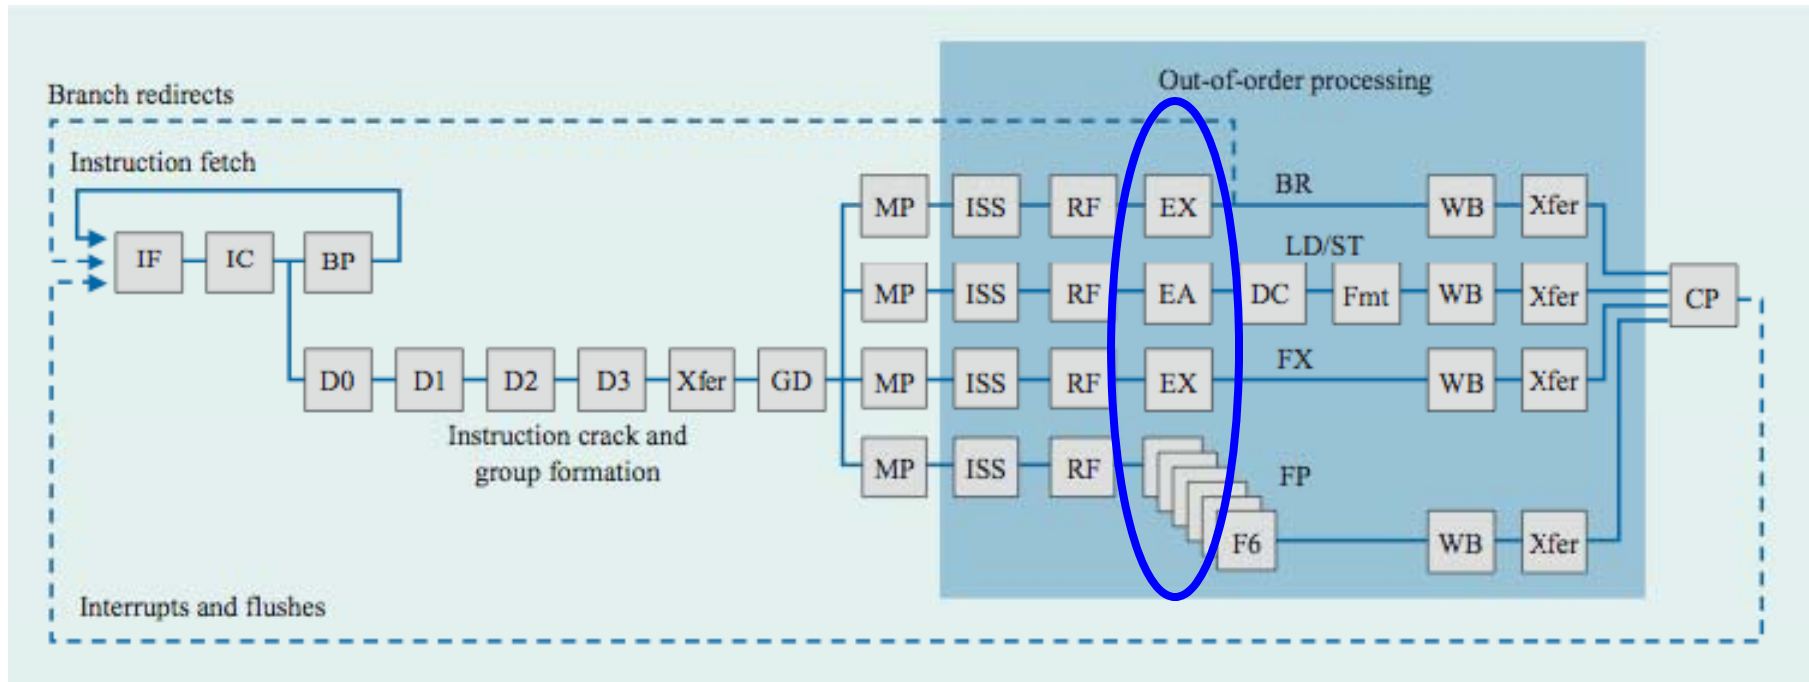 Out-of-order processing
Branch redirects
Instruction fetch
MP ISS RF EX BR WB Xfer
IF IC BP
LD/ST
MP ISS RF EA DC Fmt WB Xfer CP
D0 D1 D2 D3 Xfer GD MP ISS RF EX FX WB Xfer
Instruction crack and
group formation
MP ISS RF FP
F6 WB Xfer
Interrupts and flushes